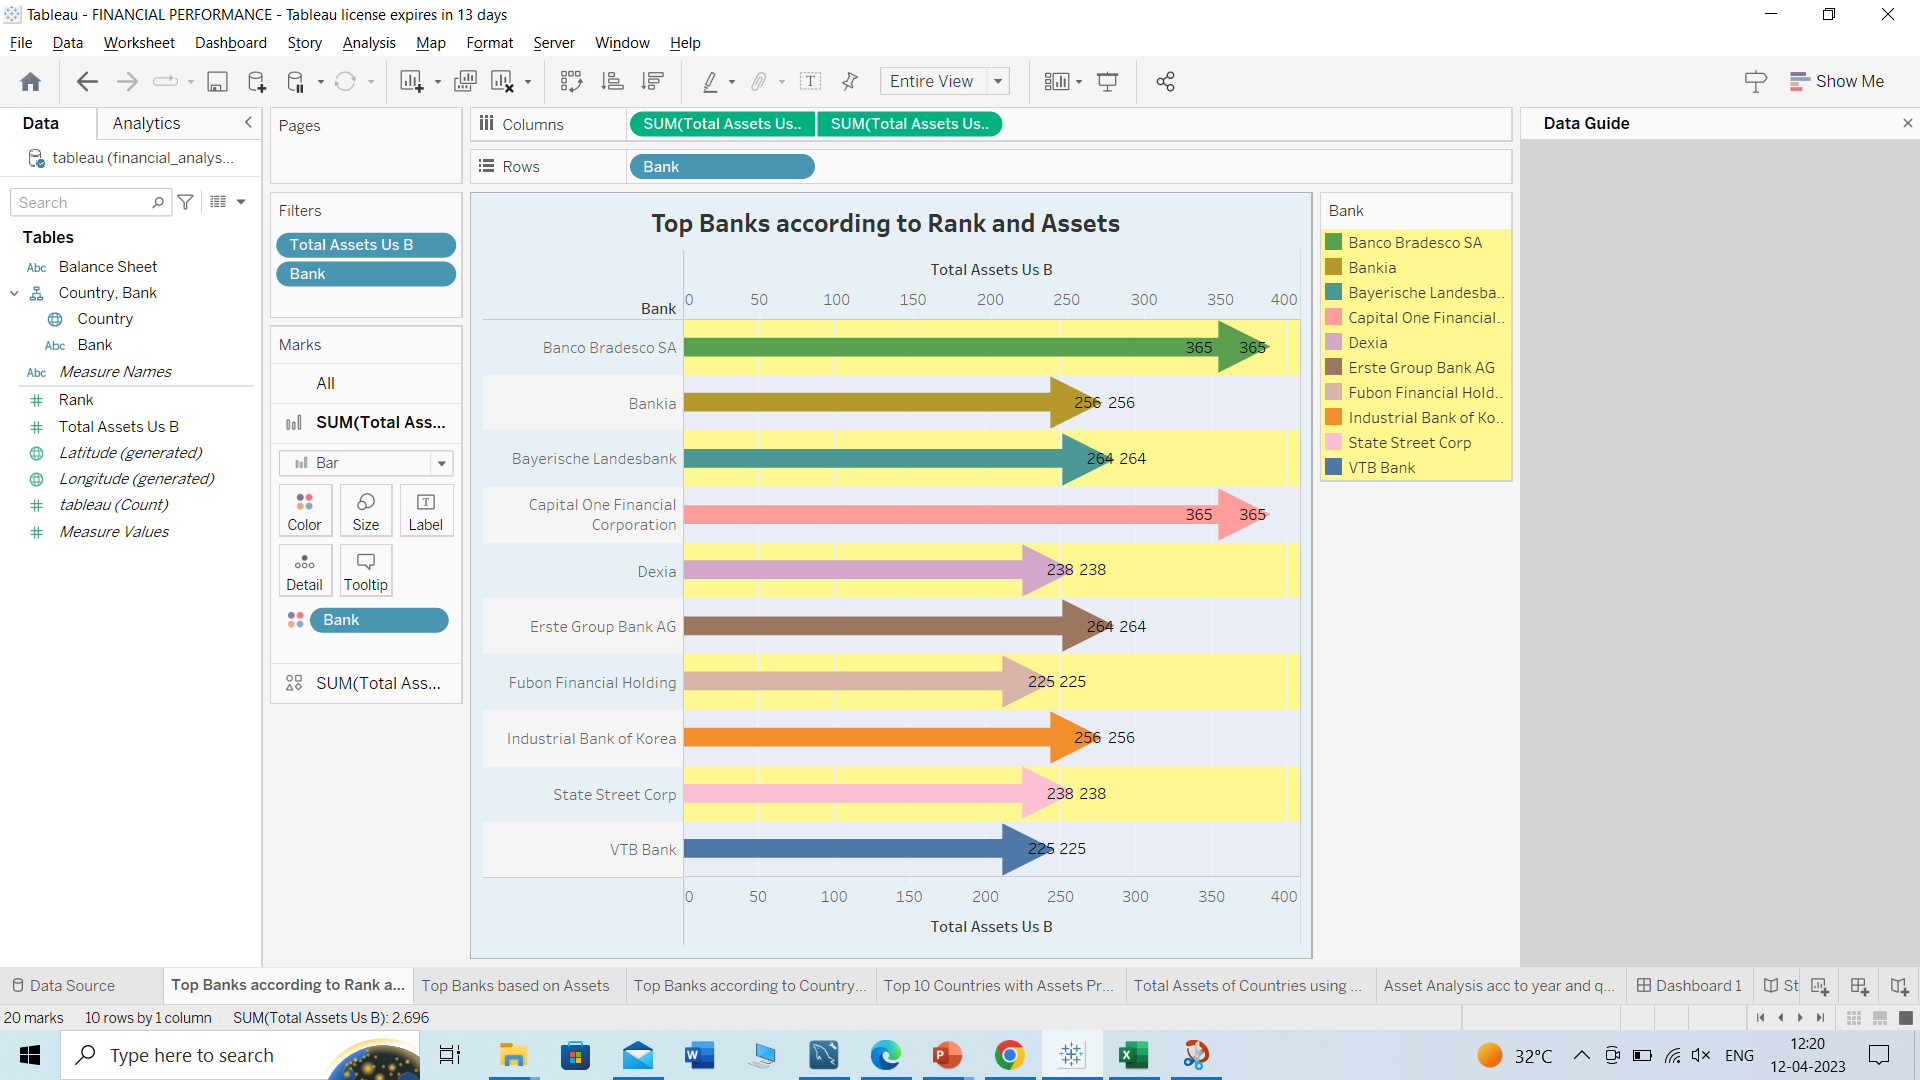 Tableau - FINANCIAL PERFORMANCE - Tableau license expires in 13 days
File Data Worksheet Dashboard Story Analysis Map Format Server Window Help
T Entire View Show Me
Data Analytics
tableau (financial_analys...
Search
Tables
Abc Balance Sheet
Country, Bank
Country
Abc Bank
Abc Measure Names
# Rank
# Total Assets Us B
Latitude (generated)
Longitude (generated)
# tableau (Count)
# Measure Values
Pages
Filters
Total Assets Us B
Bank
Marks
All
SUM(Total Ass...
Bar
Color Size T Label
Detail Tooltip
Bank
SUM(Total Ass...
Columns SUM(Total Assets Us.. SUM(Total Assets Us..
Rows Bank
Top Banks according to Rank and Assets
Total Assets Us B
Bank 0 50 100 150 200 250 300 350 400
Banco Bradesco SA 365 365
Bankia 256 256
Bayerische Landesbank 264 264
Capital One Financial
Corporation 365 365
Dexia 238 238
Erste Group Bank AG 264 264
Fubon Financial Holding 225 225
Industrial Bank of Korea 256 256
State Street Corp 238 238
VTB Bank 225 225
0 50 100 150 200 250 300 350 400
Total Assets Us B
Bank
Banco Bradesco SA
Bankia
Bayerische Landesba..
Capital One Financial..
Dexia
Erste Group Bank AG
Fubon Financial Hold..
Industrial Bank of Ko..
State Street Corp
VTB Bank
Data Guide
Data Source Top Banks according to Rank a... Top Banks based on Assets Top Banks according to Country... Top 10 Countries with Assets Pr... Total Assets of Countries using ... Asset Analysis acc to year and q... Dashboard 1 St
20 marks 10 rows by 1 column SUM(Total Assets Us B): 2,696
Type here to search
32°C ENG
12:20
12-04-2023